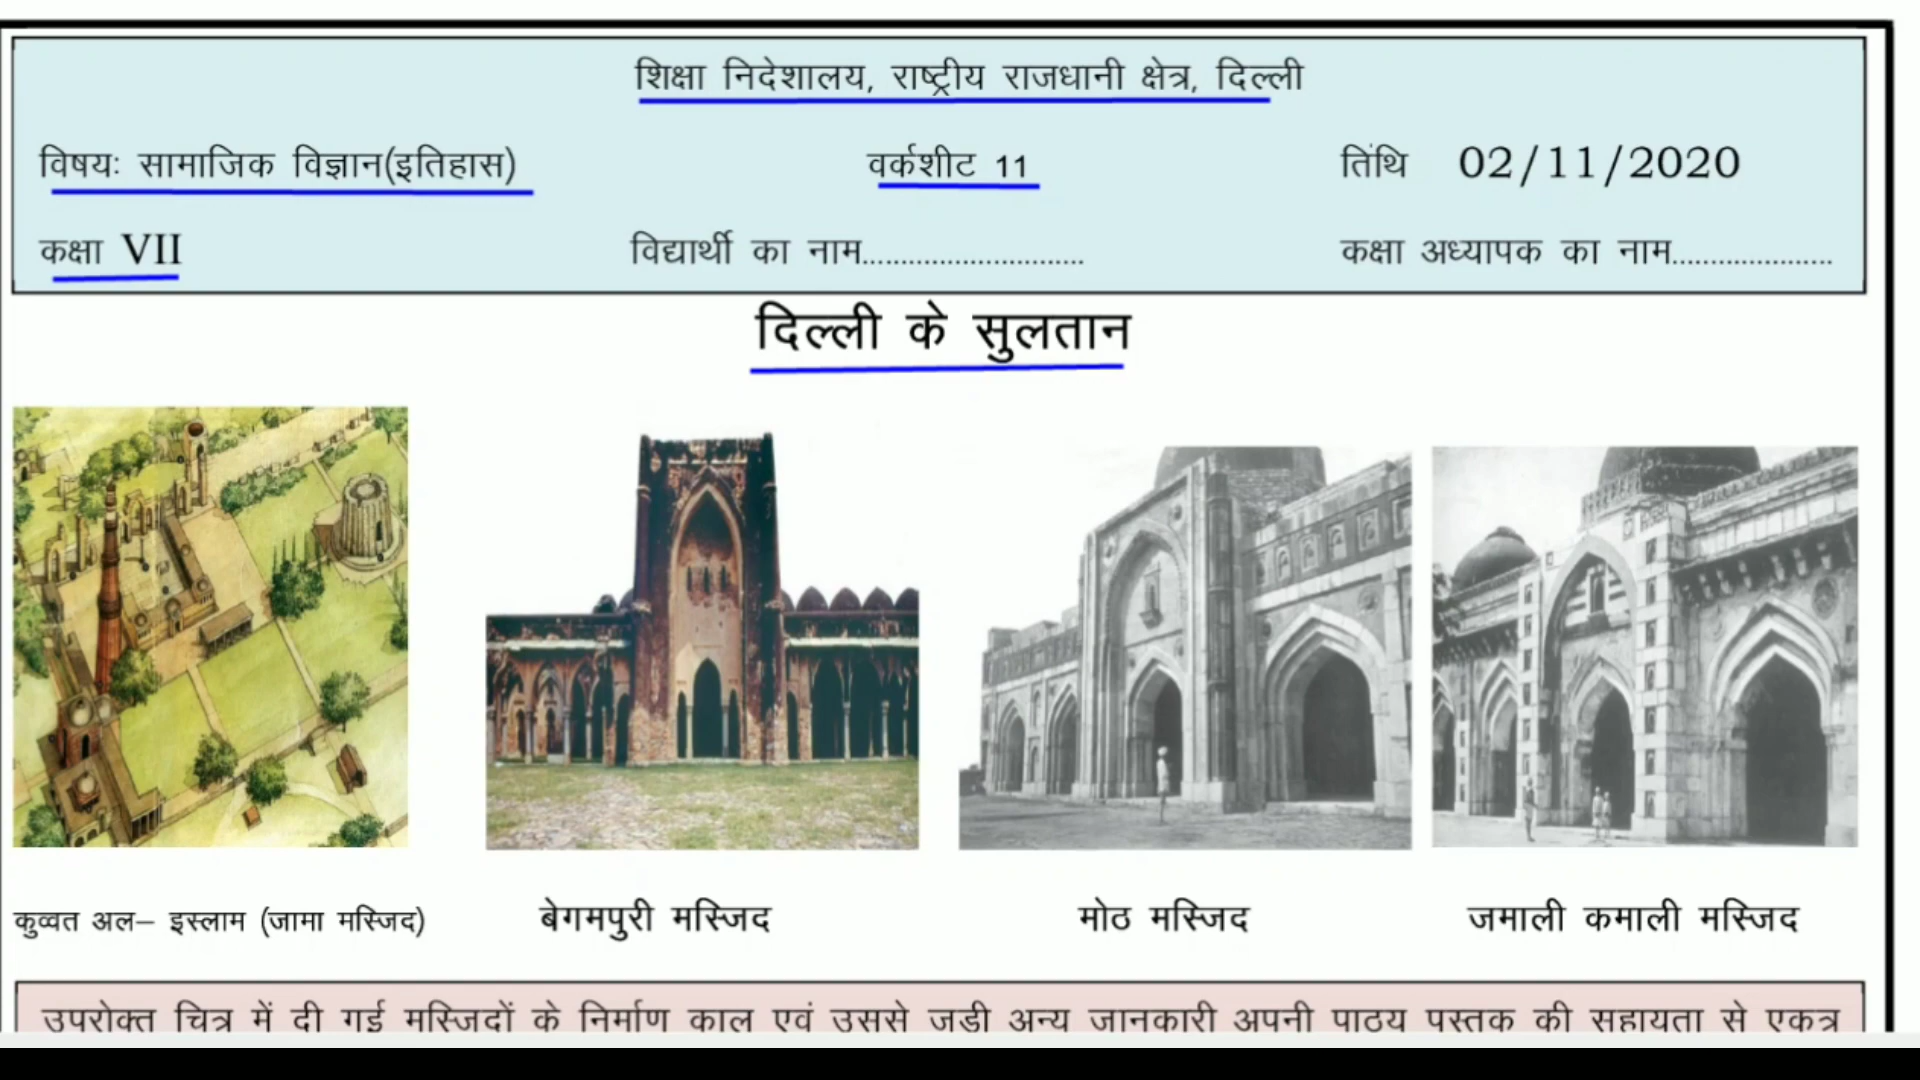 शिक्षा निदेशालय, राष्ट्रीय राजधानी क्षेत्र, दिल्ली
विषयः सामाजिक विज्ञान(इतिहास) वर्कशीट 11 तिथि 02/11/2020
कक्षा VII विद्यार्थी का नाम............................ कक्षा अध्यापक का नाम.....................
दिल्ली के सुलतान
कुव्वत अल– इस्लाम (जामा मस्जिद) बेगमपुरी मस्जिद मोठ मस्जिद जमाली कमाली मस्जिद
उपरोक्त चित्र में दी गई मस्जिदों के निर्माण काल एवं उससे जुडी अन्य जानकारी अपनी पाठय पुस्तक की सहायता से एकत्र